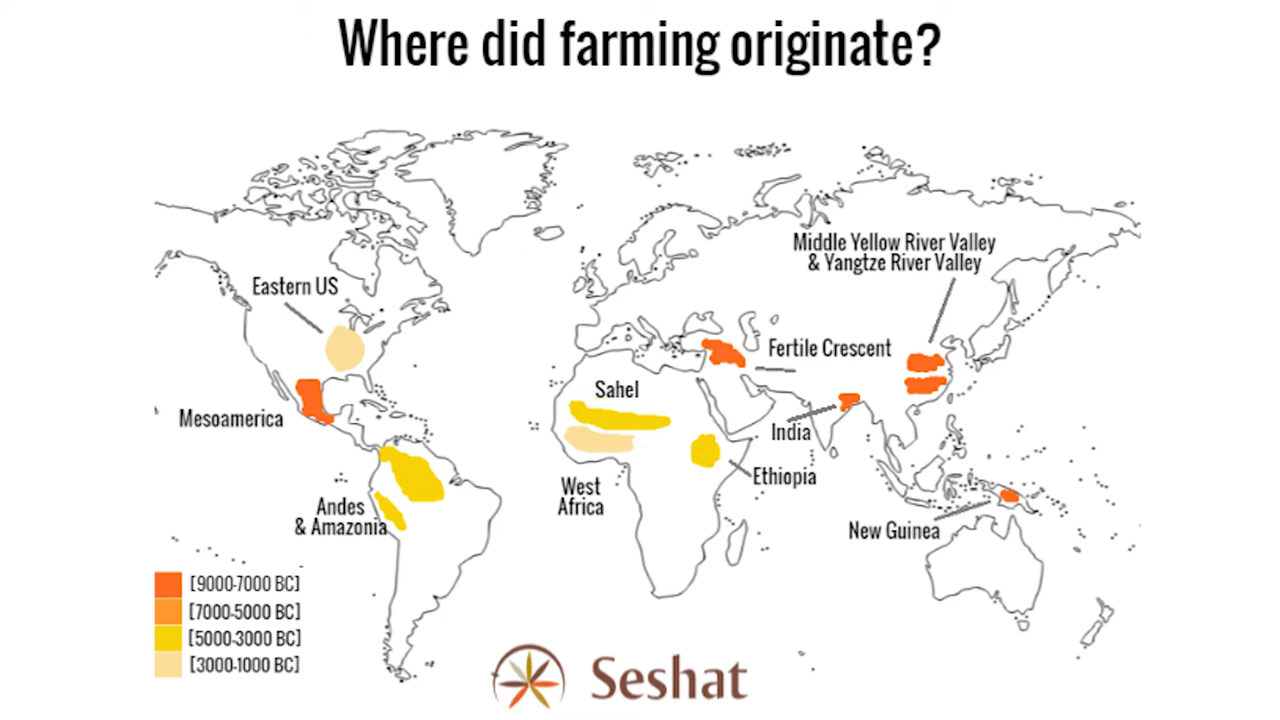 Where did farming originate?
Middle Yellow River Valley
& Yangtze River Valley
Eastern US
Fertile Crescent
Sahel
Mesoamerica
India
Ethiopia
West
Africa
Andes
& Amazonia
New Guinea
[9000-7000 BC]
[7000-5000 BC]
[5000-3000 BC]
[3000-1000 BC]
Seshat